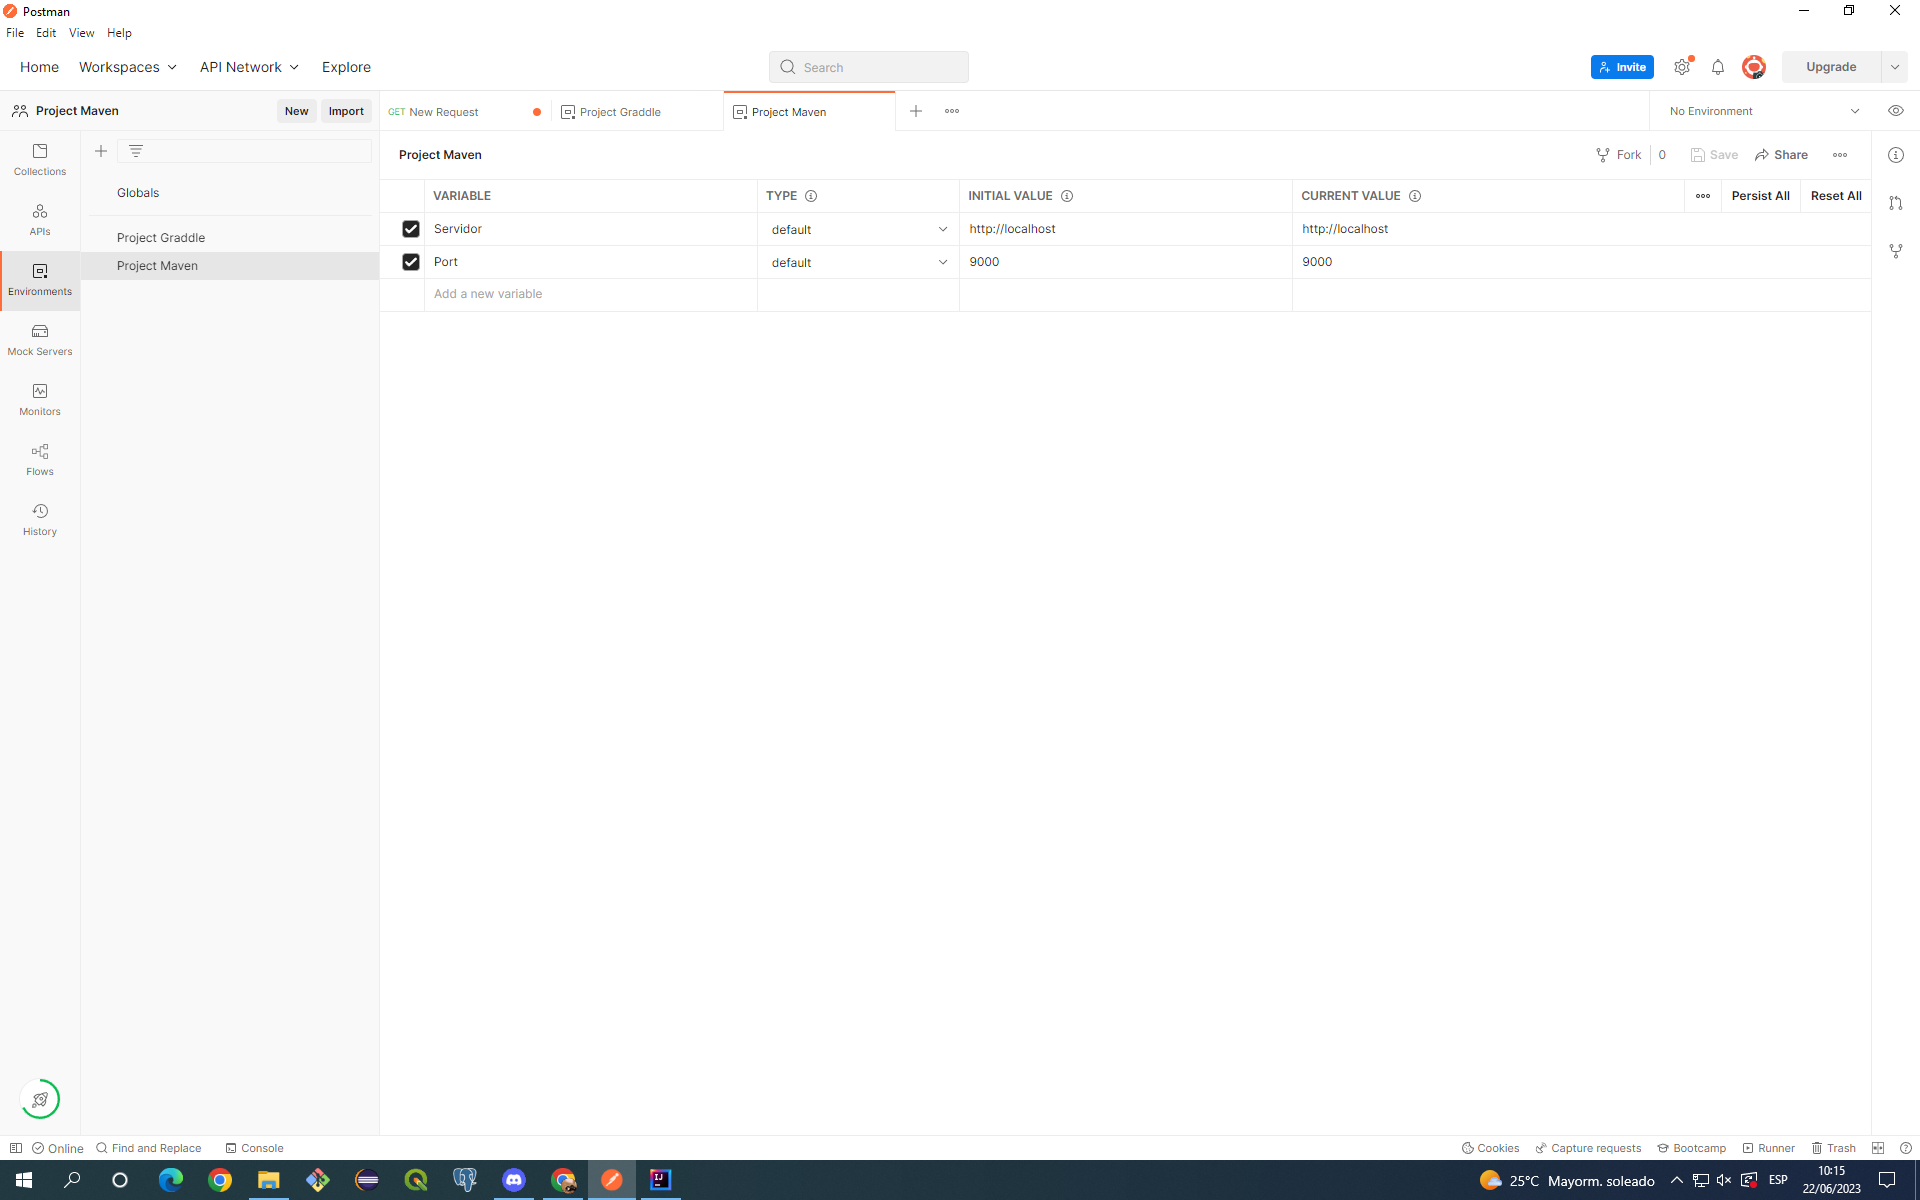 Postman
File Edit View Help
Home Workspaces API Network Explore Search Invite Upgrade
Project Maven New Import GET New Request Project Graddle Project Maven No Environment
Collections
APIs
Environments
Mock Servers
Monitors
Flows
History
Globals
Project Graddle
Project Maven
Project Maven Fork 0 Save Share
VARIABLE TYPE INITIAL VALUE CURRENT VALUE Persist All Reset All
Servidor default http://localhost http://localhost
Port default 9000 9000
Add a new variable
Online Find and Replace Console Cookies Capture requests Bootcamp Runner Trash
25°C Mayorm. soleado ESP 10:15
22/06/2023